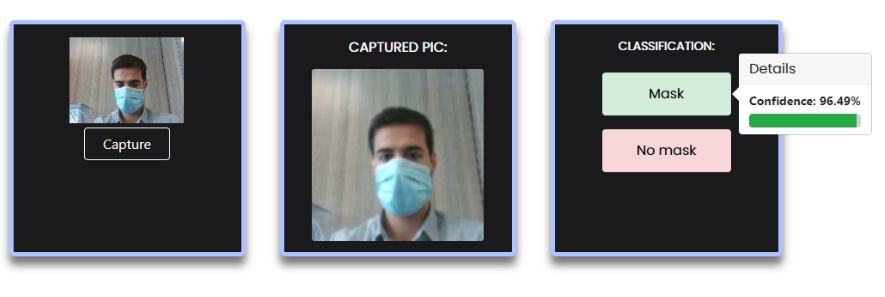 Capture
CAPTURED PIC:
CLASSIFICATION:
Mask
No mask
Details
Confidence: 96.49%